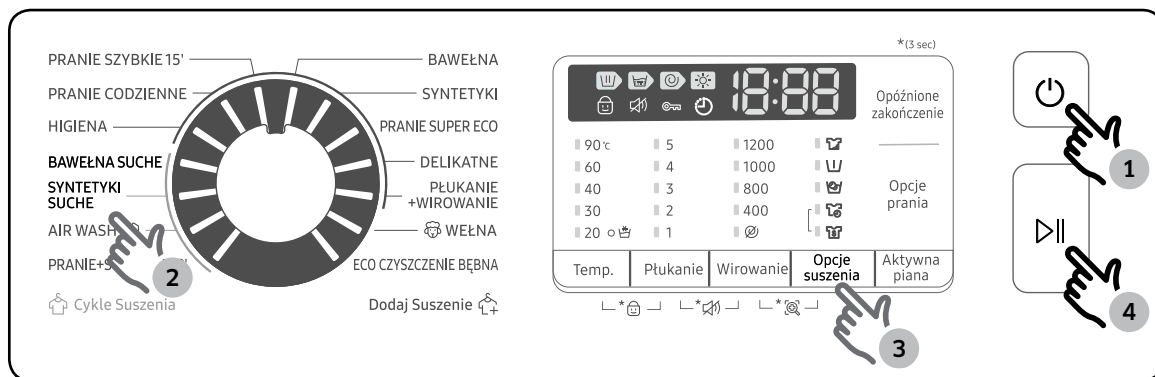 PRANIE SZYBKIE 15'
PRANIE CODZIENNE
HIGIENA
BAWEŁNA SUCHE
SYNTETYKI
SUCHE
AIR WASH
PRANIE+S
Cykle Suszenia
2
BAWEŁNA
SYNTETYKI
PRANIE SUPER ECO
DELIKATNE
PŁUKANIE
+WIROWANIE
WEŁNA
ECO CZYSZCZENIE BĘBNA
Dodaj Suszenie
*(3 sec)
18:88
Opóźnione
zakończenie
Opcje
prania
90℃ 5 1200
60 4 1000
40 3 800
30 2 400
20 1
Temp.
Płukanie
Wirowanie
Opcje
suszenia
Aktywna
piana
* * *
3
1
4